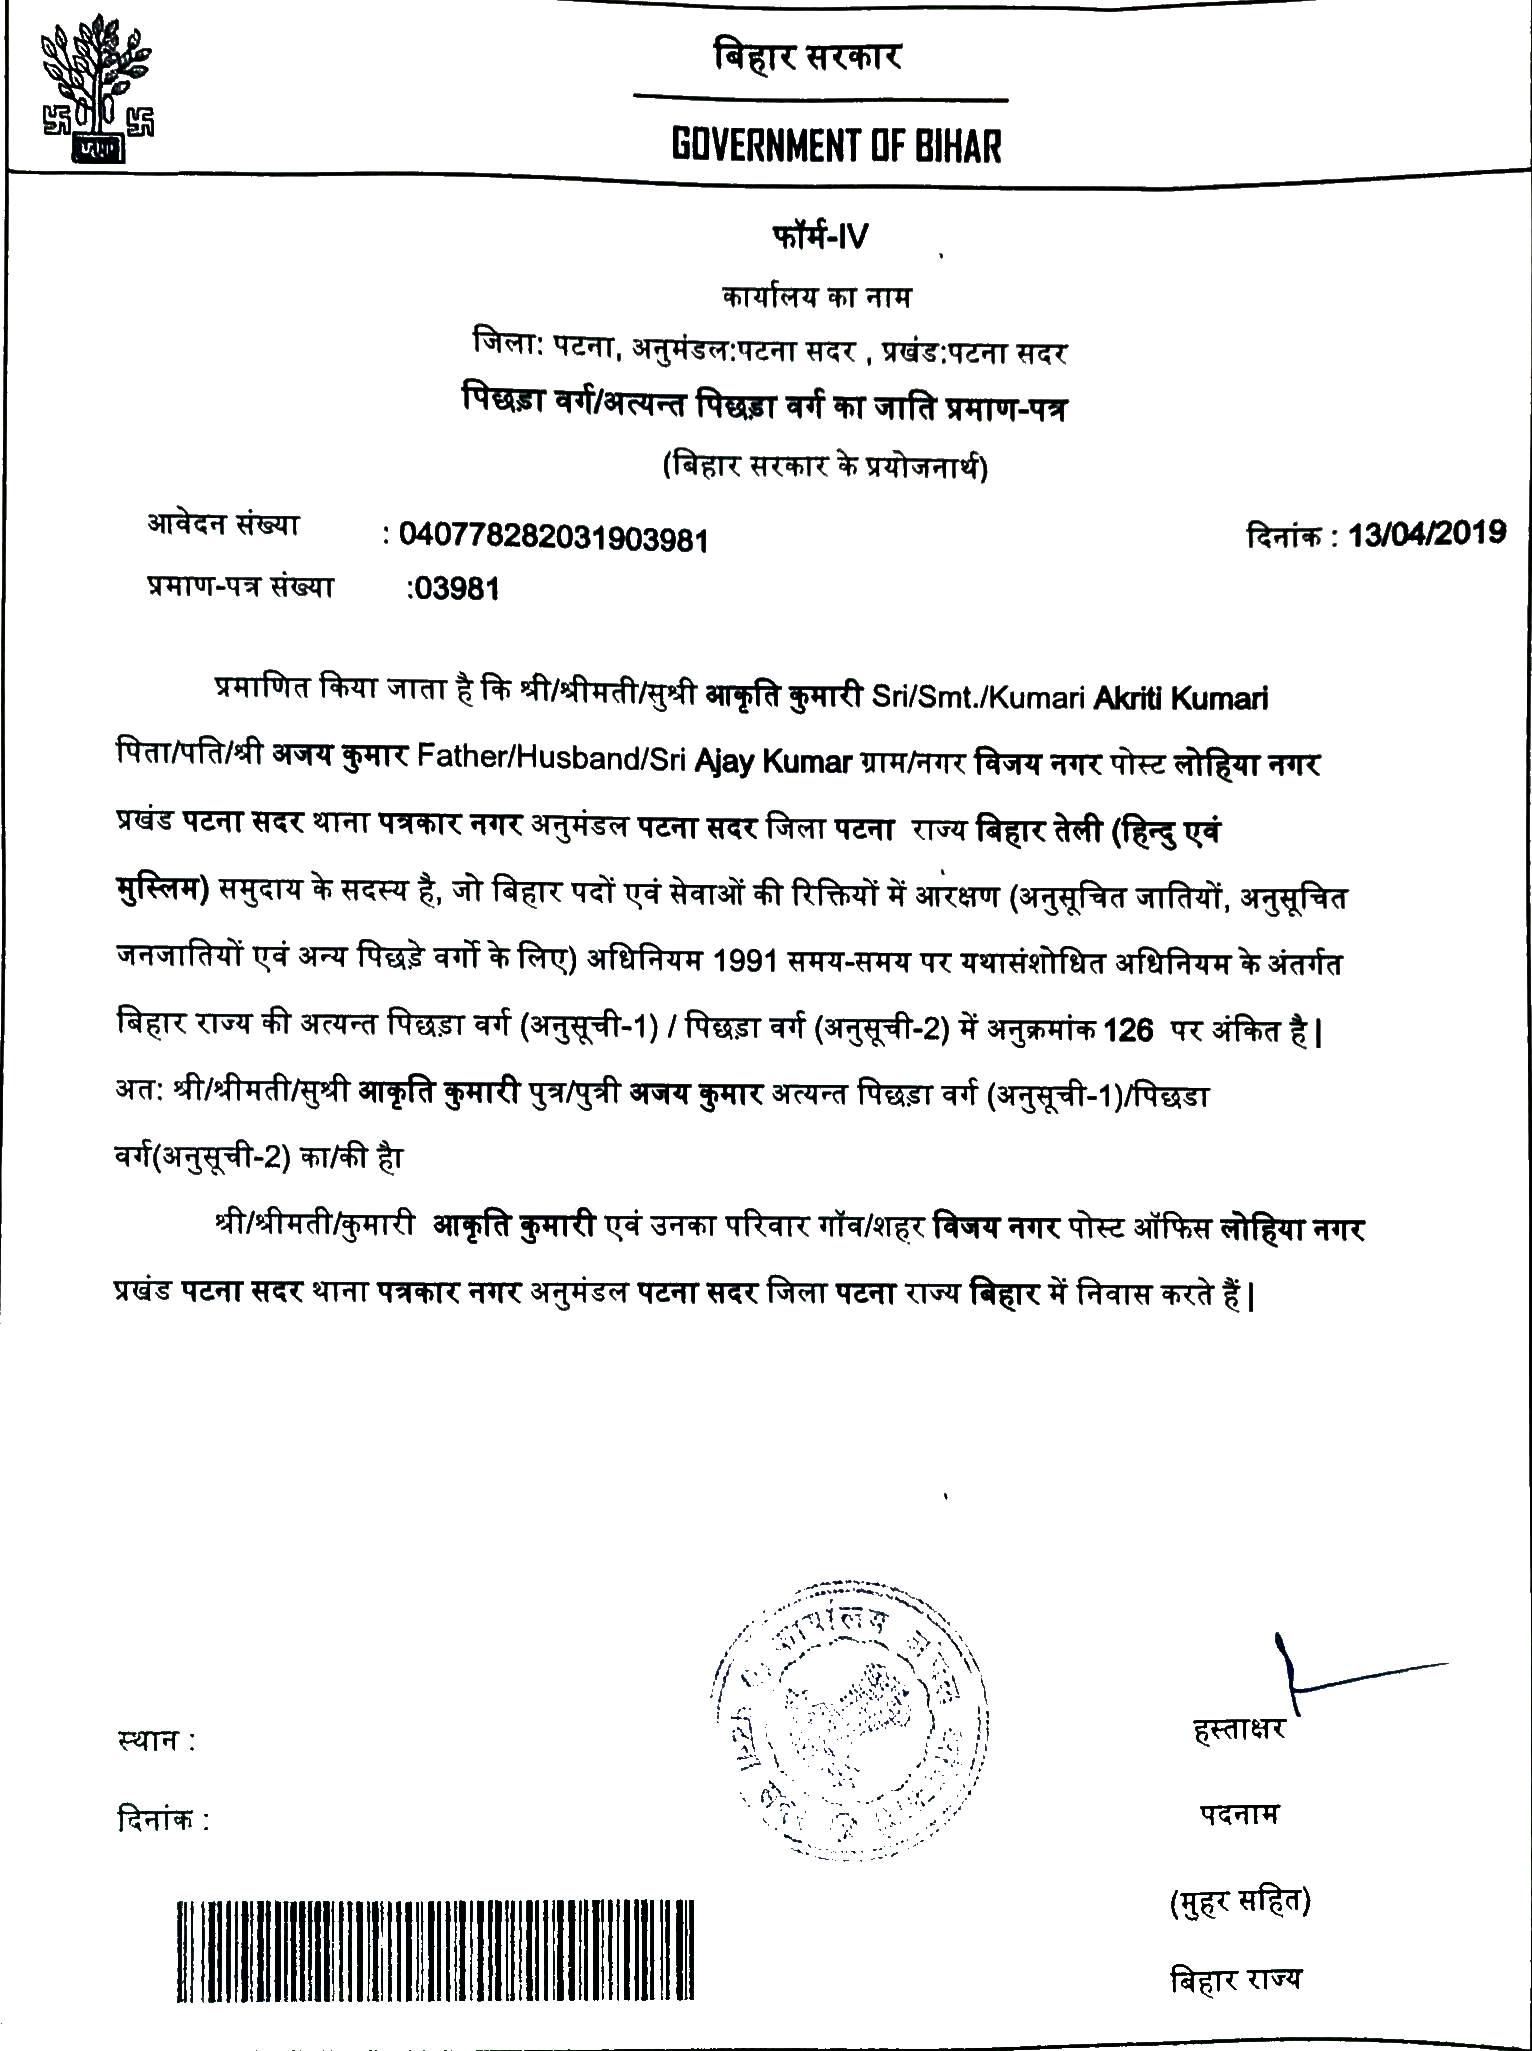 बिहार सरकार
GOVERNMENT OF BIHAR
फॉर्म-IV
कार्यालय का नाम
जिला: पटना, अनुमंडल:पटना सदर , प्रखंड:पटना सदर
पिछड़ा वर्ग/अत्यन्त पिछड़ा वर्ग का जाति प्रमाण-पत्र
(बिहार सरकार के प्रयोजनार्थ)
आवेदन संख्या : 040778282031903981 दिनांक : 13/04/2019
प्रमाण-पत्र संख्या :03981
प्रमाणित किया जाता है कि श्री/श्रीमती/सुश्री आकृति कुमारी Sri/Smt./Kumari Akriti Kumari
पिता/पति/श्री अजय कुमार Father/Husband/Sri Ajay Kumar ग्राम/नगर विजय नगर पोस्ट लोहिया नगर
प्रखंड पटना सदर थाना पत्रकार नगर अनुमंडल पटना सदर जिला पटना राज्य बिहार तेली (हिन्दु एवं
मुस्लिम) समुदाय के सदस्य है, जो बिहार पदों एवं सेवाओं की रिक्तियों में आरक्षण (अनुसूचित जातियों, अनुसूचित
जनजातियों एवं अन्य पिछड़े वर्गो के लिए) अधिनियम 1991 समय-समय पर यथासंशोधित अधिनियम के अंतर्गत
बिहार राज्य की अत्यन्त पिछड़ा वर्ग (अनुसूची-1) / पिछड़ा वर्ग (अनुसूची-2) में अनुक्रमांक 126 पर अंकित है|
अत: श्री/श्रीमती/सुश्री आकृति कुमारी पुत्र/पुत्री अजय कुमार अत्यन्त पिछड़ा वर्ग (अनुसूची-1)/पिछडा
वर्ग(अनुसूची-2) का/की हैा
श्री/श्रीमती/कुमारी आकृति कुमारी एवं उनका परिवार गॉव/शहर विजय नगर पोस्ट ऑफिस लोहिया नगर
प्रखंड पटना सदर थाना पत्रकार नगर अनुमंडल पटना सदर जिला पटना राज्य बिहार में निवास करते हैं|
कार्यालय
हस्ताक्षर
स्थान :
पदनाम
दिनांक :
(मुहर सहित)
बिहार राज्य